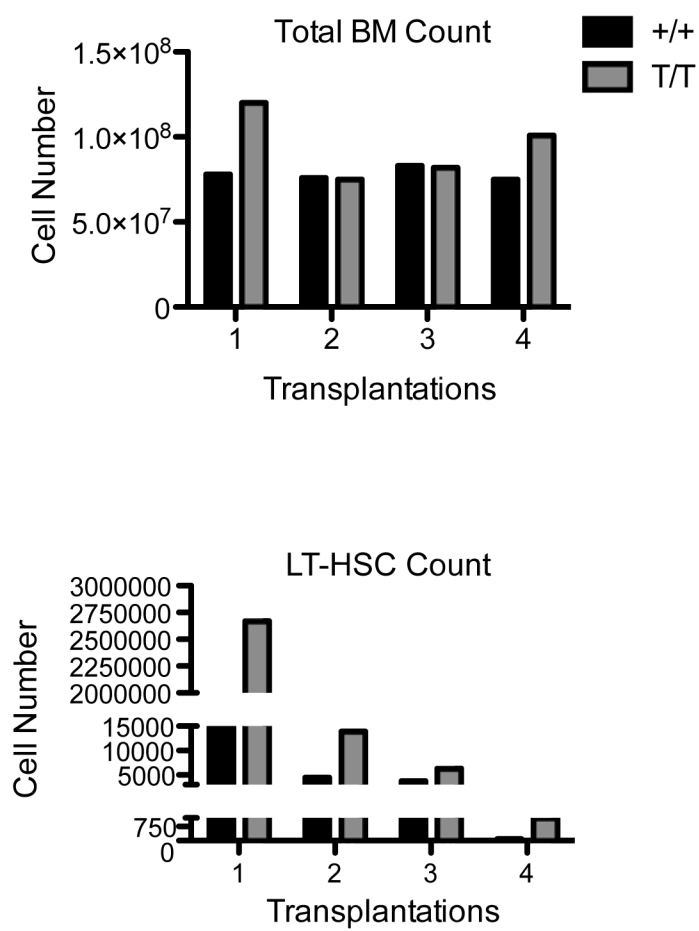 Total BM Count
+/+
T/T
1.5×10⁸
1.0×10⁸
5.0×10⁷
0
Cell Number
1 2 3 4
Transplantations
LT-HSC Count
3000000
2750000
2500000
2250000
2000000
15000
10000
5000
750
0
Cell Number
1 2 3 4
Transplantations